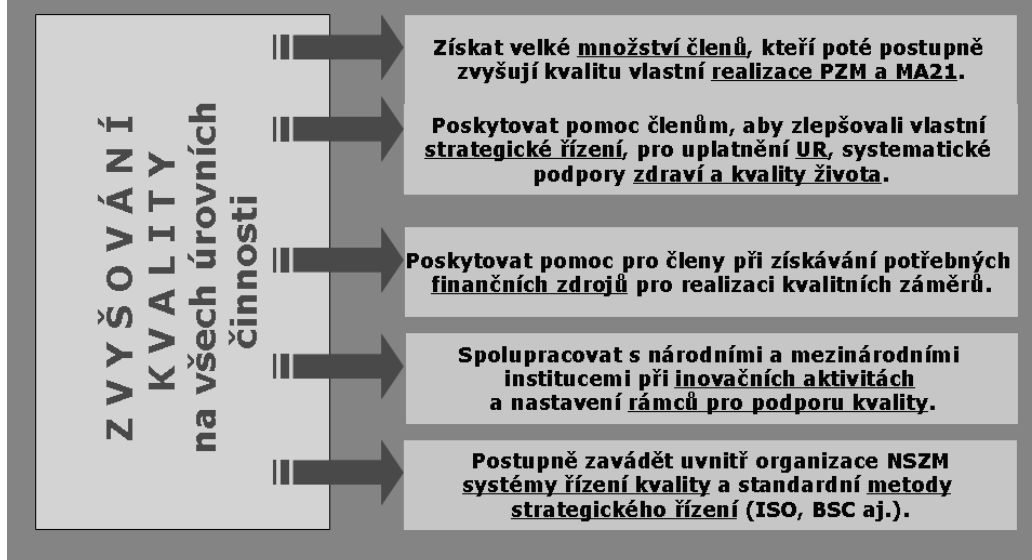 ZVYŠOVÁNÍ
KVALITY
na všech úrovních
činnosti
Získat velké množství členů, kteří poté postupně
zvyšují kvalitu vlastní realizace PZM a MA21.
Poskytovat pomoc členům, aby zlepšovali vlastní
strategické řízení, pro uplatnění UR, systematické
podpory zdraví a kvality života.
Poskytovat pomoc pro členy při získávání potřebných
finančních zdrojů pro realizaci kvalitních záměrů.
Spolupracovat s národními a mezinárodními
institucemi při inovačních aktivitách
a nastavení rámců pro podporu kvality.
Postupně zavádět uvnitř organizace NSZM
systémy řízení kvality a standardní metody
strategického řízení (ISO, BSC aj.).